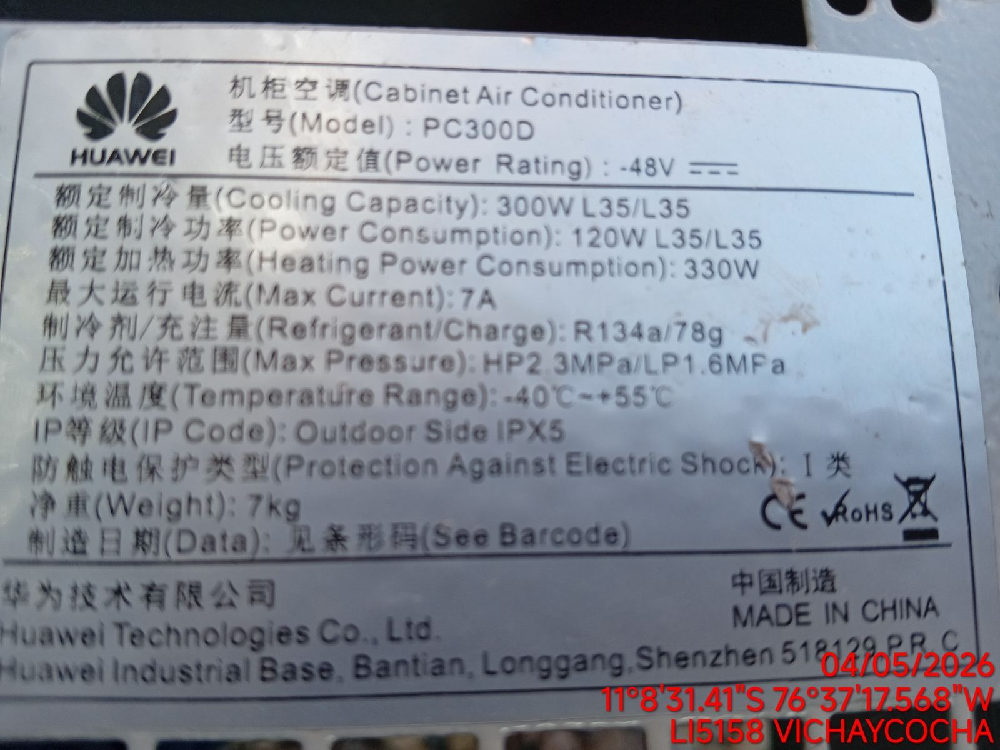 HUAWEI
机柜空调(Cabinet Air Conditioner)
型号(Model) : PC300D
电压额定值(Power Rating) : -48V
额定制冷量(Cooling Capacity): 300W L35/L35
额定制冷功率(Power Consumption): 120W L35/L35
额定加热功率(Heating Power Consumption): 330W
最大运行电流(Max Current): 7A
制冷剂/充注量(Refrigerant/Charge): R134a/78g
压力允许范围(Max Pressure): HP2.3MPa/LP1.6MPa
环境温度(Temperature Range): -40℃~+55℃
IP等级(IP Code): Outdoor Side IPX5
防触电保护类型(Protection Against Electric Shock): I 类
净重(Weight): 7kg
CE RoHS
制造日期(Data): 见条形码(See Barcode)
华为技术有限公司
中国制造
Huawei Technologies Co., Ltd.
MADE IN CHINA
Huawei Industrial Base, Bantian, Longgang,Shenzhen 518129 P.R. C
04/05/2026
11°8'31.41"S 76°37'17.568"W
LI5158 VICHAYCOCHA